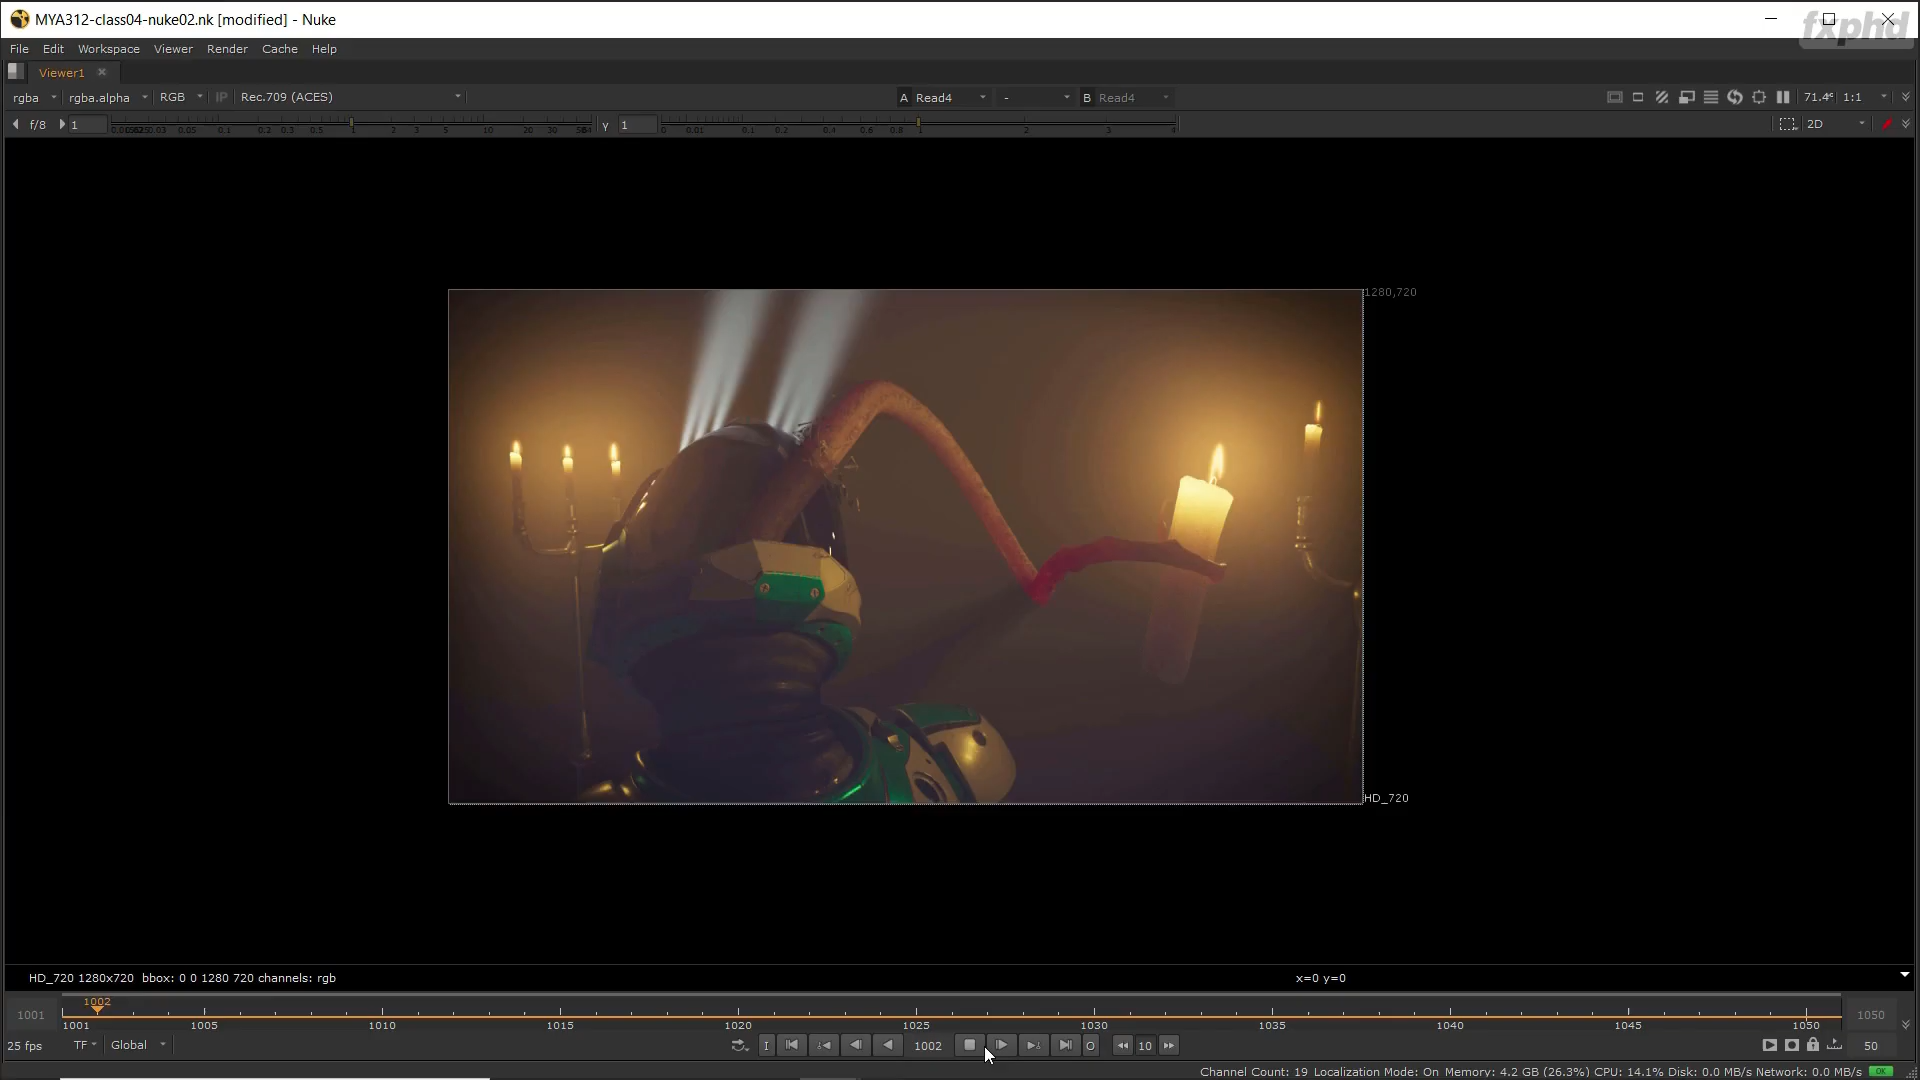 MYA312-class04-nuke02.nk [modified] - Nuke
fxphd
File Edit Workspace Viewer Render Cache Help
Viewer1
rgba rgba.alpha RGB IP Rec.709 (ACES) A Read4 - B Read4 1:1
f/8 1 γ 1 2D
1280,720
HD_720
HD_720 1280x720 bbox: 0 0 1280 720 channels: rgb x=0 y=0
1002
1001 1050
1001 1005 1010 1015 1020 1025 1030 1035 1040 1045 1050
25 fps TF Global I 1002 O 10 50
Channel Count: 19 Localization Mode: On Memory: 4.2 GB (26.3%) CPU: 14.1% Disk: 0.0 MB/s Network: 0.0 MB/s OK